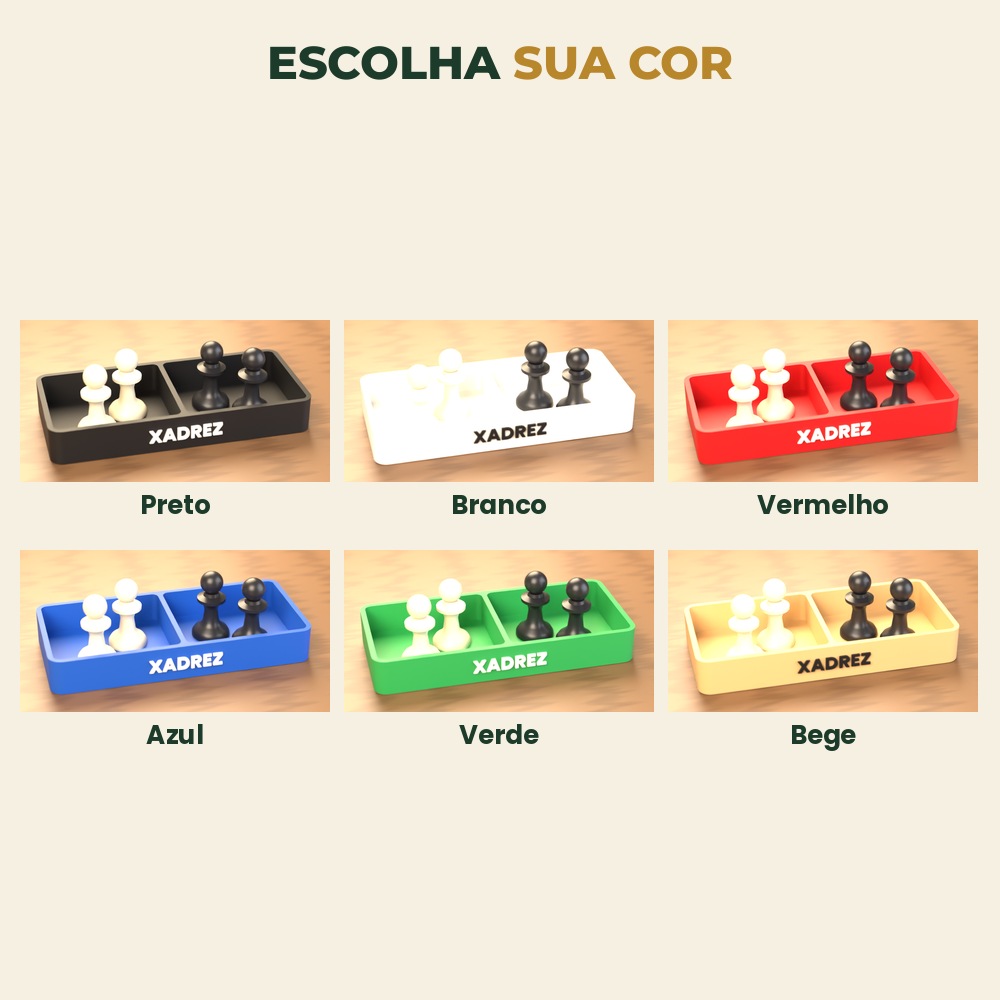 ESCOLHA SUA COR
XADREZ
XADREZ
XADREZ
Preto
Branco
Vermelho
XADREZ
XADREZ
XADREZ
Azul
Verde
Bege